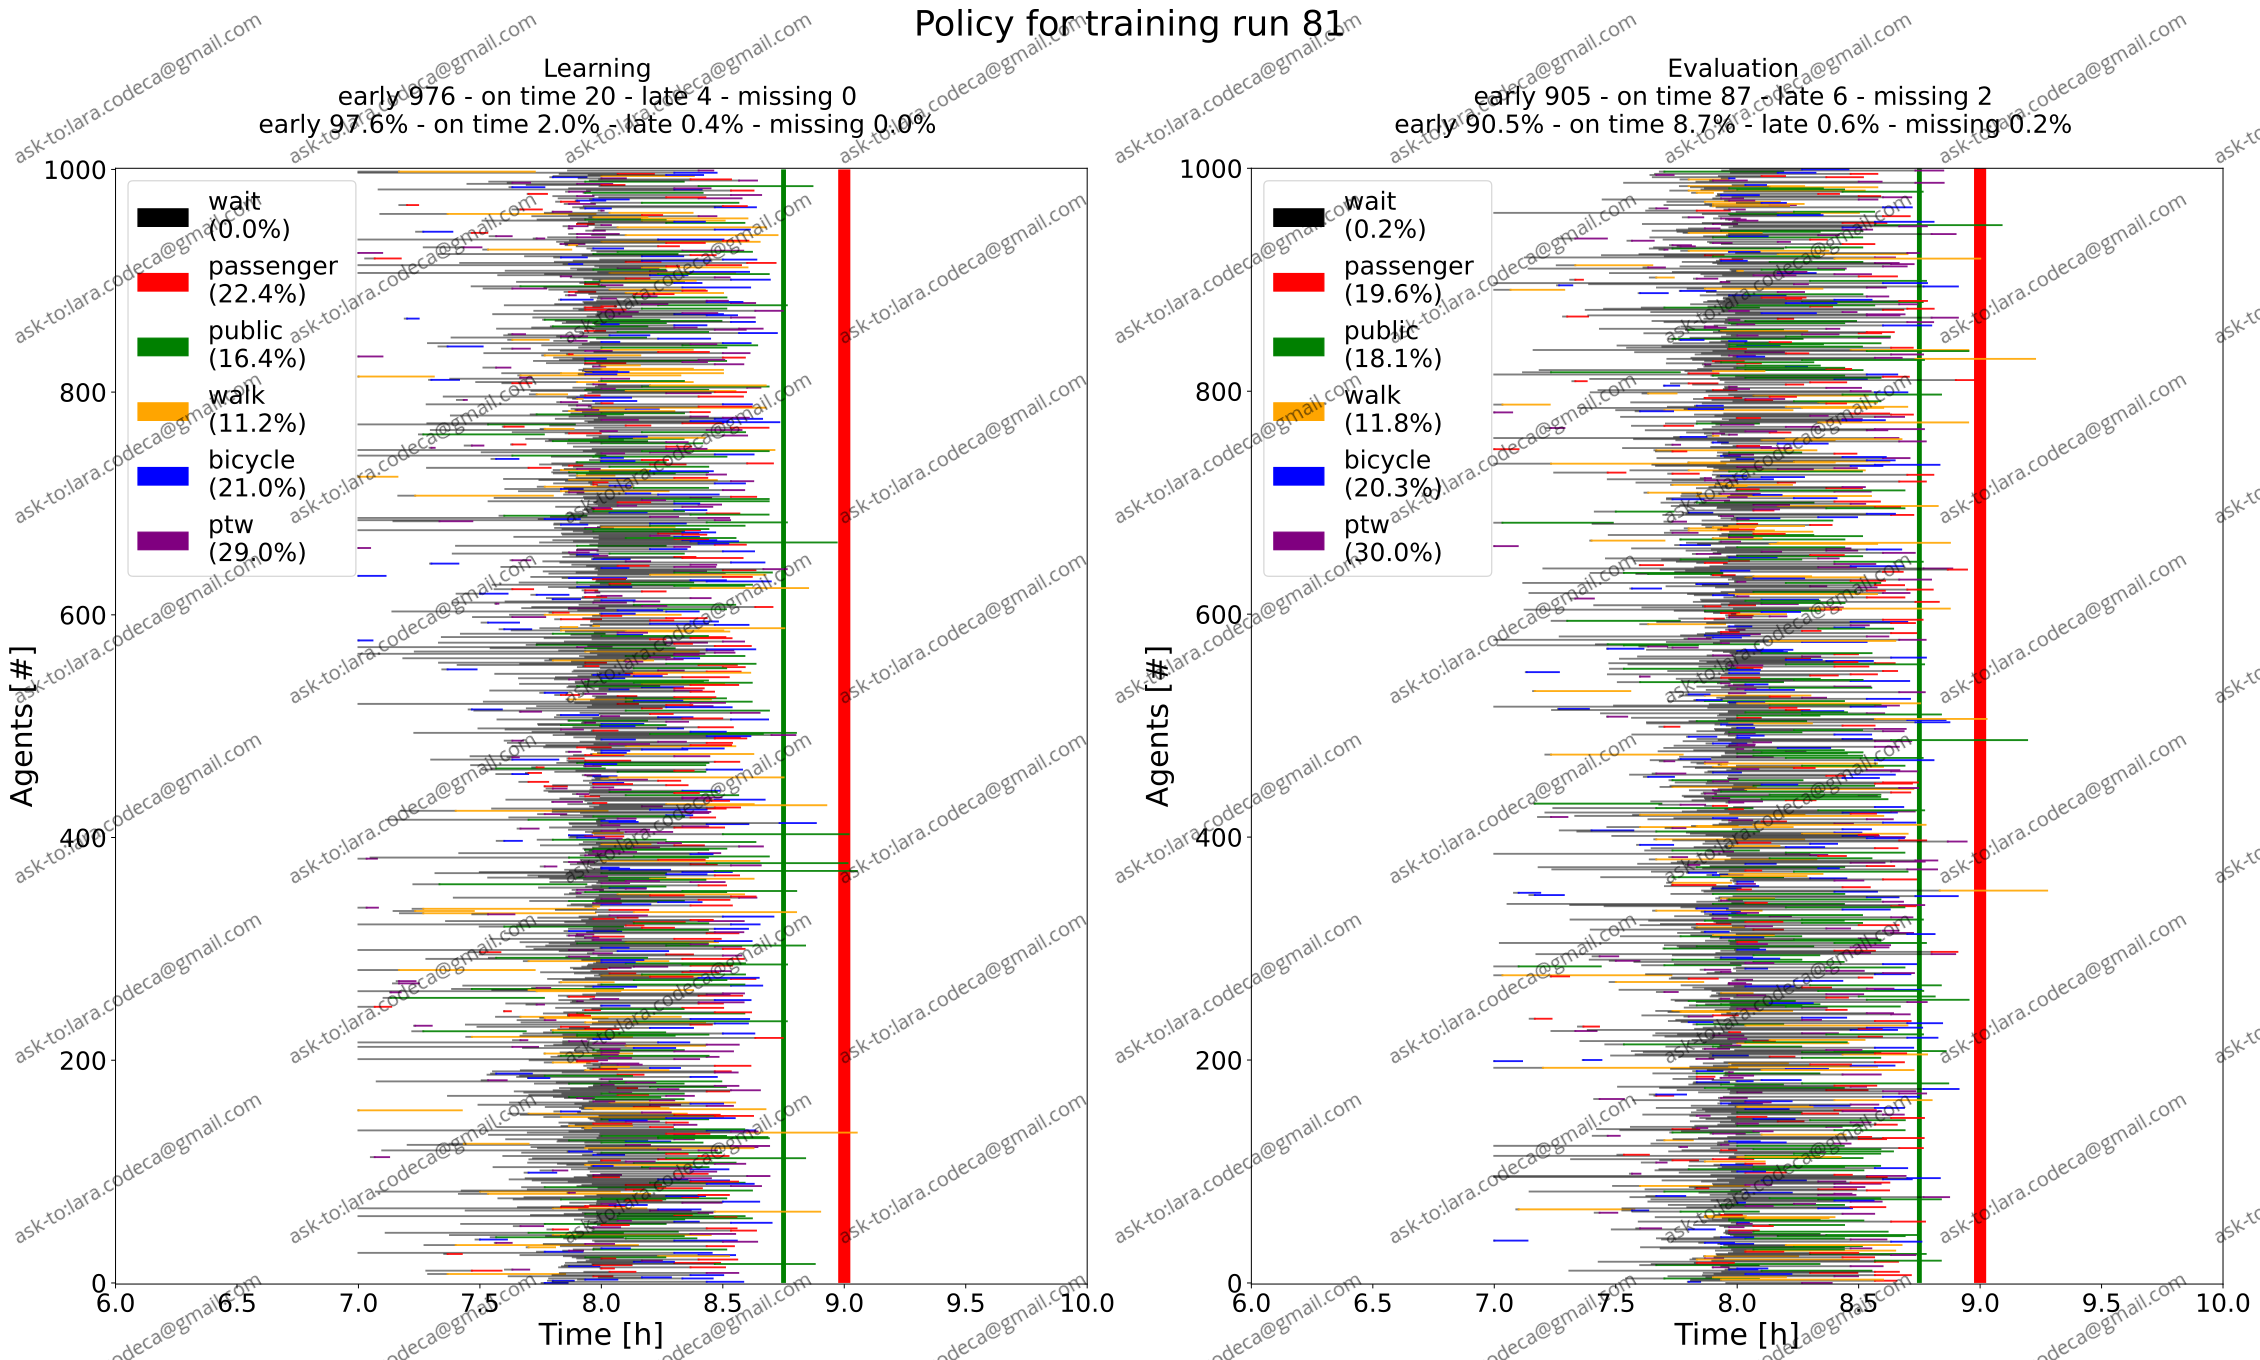 Policy for training run 81
Learning
early 976 - on time 20 - late 4 - missing 0
early 97.6% - on time 2.0% - late 0.4% - missing 0.0%
1000
800
600
400
200
0
Agents [#]
wait
(0.0%)
passenger
(22.4%)
public
(16.4%)
walk
(11.2%)
bicycle
(21.0%)
ptw
(29.0%)
6.0 6.5 7.0 7.5 8.0 8.5 9.0 9.5 10.0
Time [h]
Evaluation
early 905 - on time 87 - late 6 - missing 2
early 90.5% - on time 8.7% - late 0.6% - missing 0.2%
1000
800
600
400
200
0
Agents [#]
wait
(0.2%)
passenger
(19.6%)
public
(18.1%)
walk
(11.8%)
bicycle
(20.3%)
ptw
(30.0%)
6.0 6.5 7.0 7.5 8.0 8.5 9.0 9.5 10.0
Time [h]
ask-to:lara.codeca@gmail.com